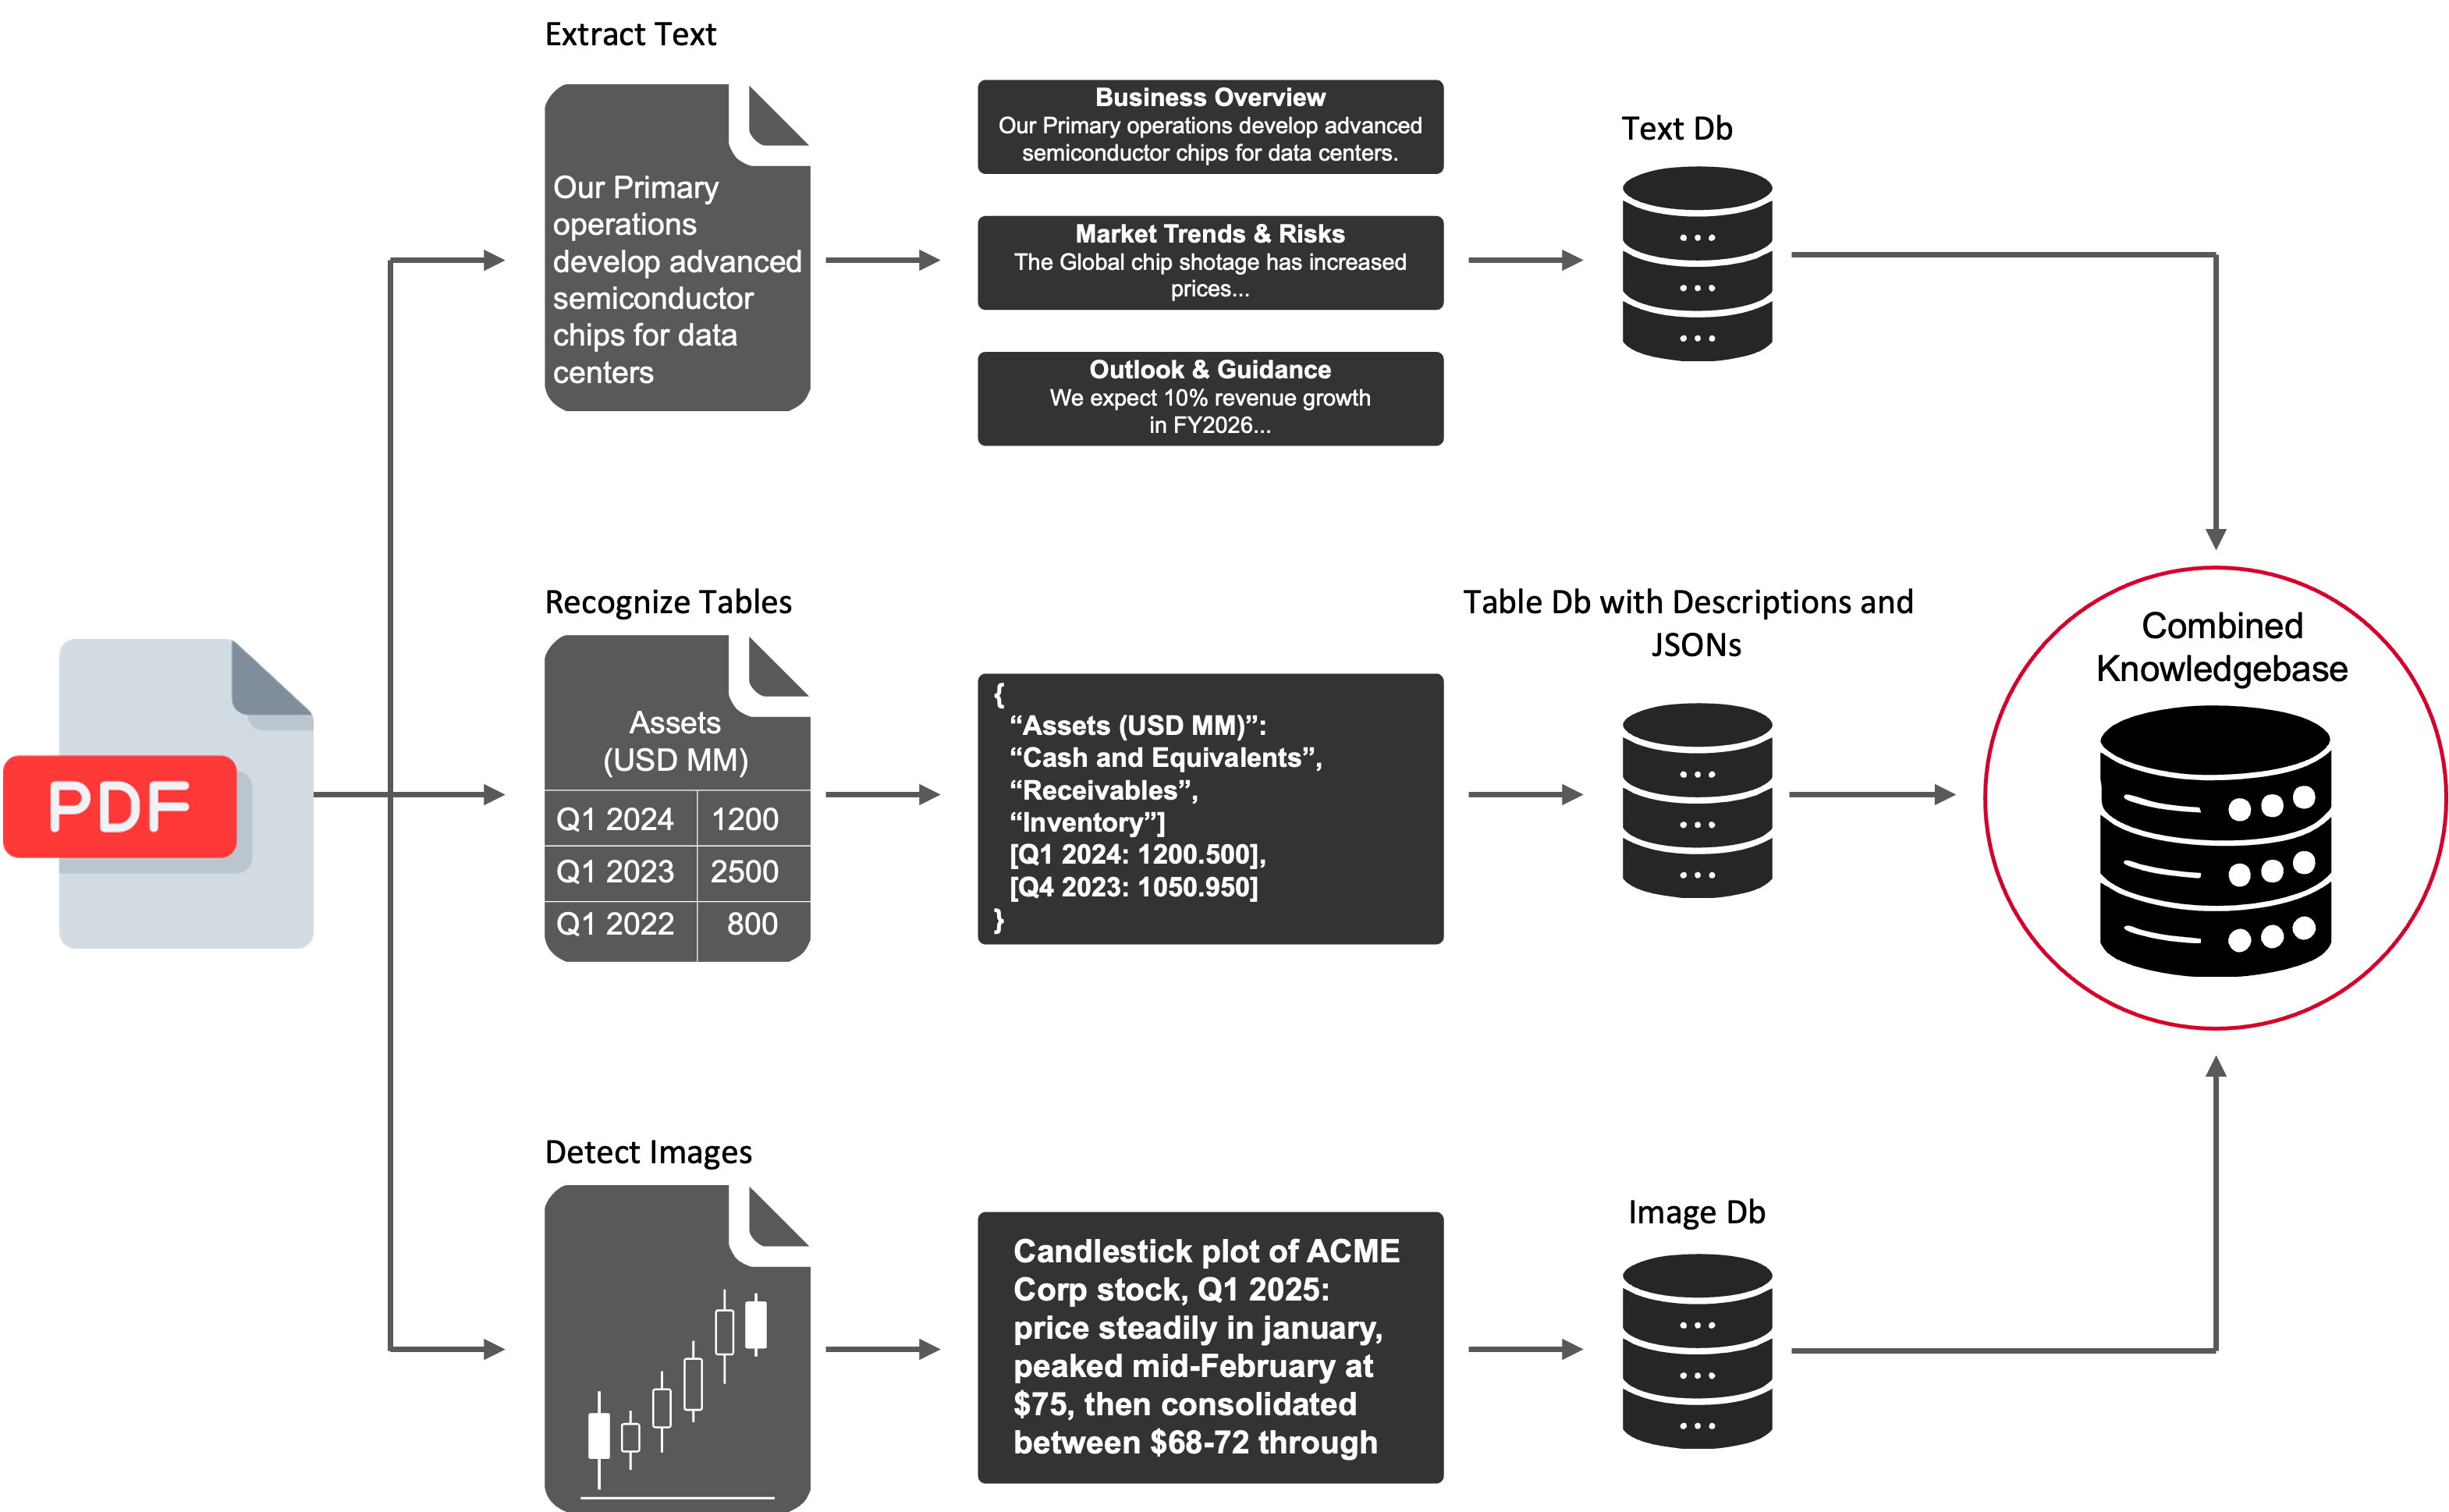 Extract Text
Our Primary
operations
develop advanced
semiconductor
chips for data
centers
Business Overview
Our Primary operations develop advanced
semiconductor chips for data centers.
Market Trends & Risks
The Global chip shotage has increased
prices...
Outlook & Guidance
We expect 10% revenue growth
in FY2026...
Text Db
PDF
Recognize Tables
Assets
(USD MM)
Q1 2024 1200
Q1 2023 2500
Q1 2022 800
{
“Assets (USD MM)”:
“Cash and Equivalents”,
“Receivables”,
“Inventory”]
[Q1 2024: 1200.500],
[Q4 2023: 1050.950]
}
Table Db with Descriptions and
JSONs
Combined
Knowledgebase
Detect Images
Candlestick plot of ACME
Corp stock, Q1 2025:
price steadily in january,
peaked mid-February at
$75, then consolidated
between $68-72 through
Image Db